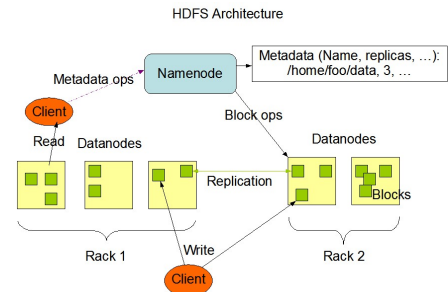 HDFS Architecture
Metadata (Name, replicas, ...):
/home/foo/data, 3, ...
Namenode
Metadata ops
Client
Block ops
Read
Datanodes
Datanodes
Replication
Blocks
Write
Rack 1
Rack 2
Client